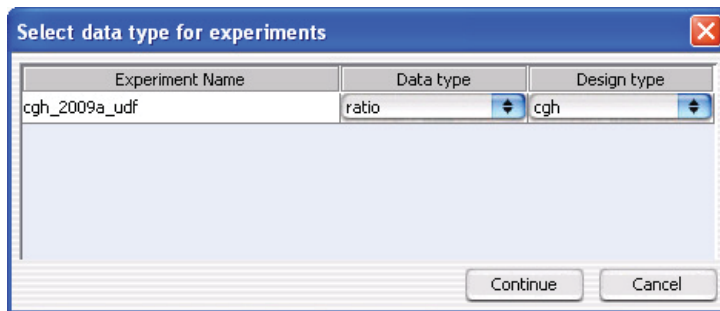 Select data type for experiments
Experiment Name Data type Design type
cgh_2009a_udf ratio cgh
Continue Cancel